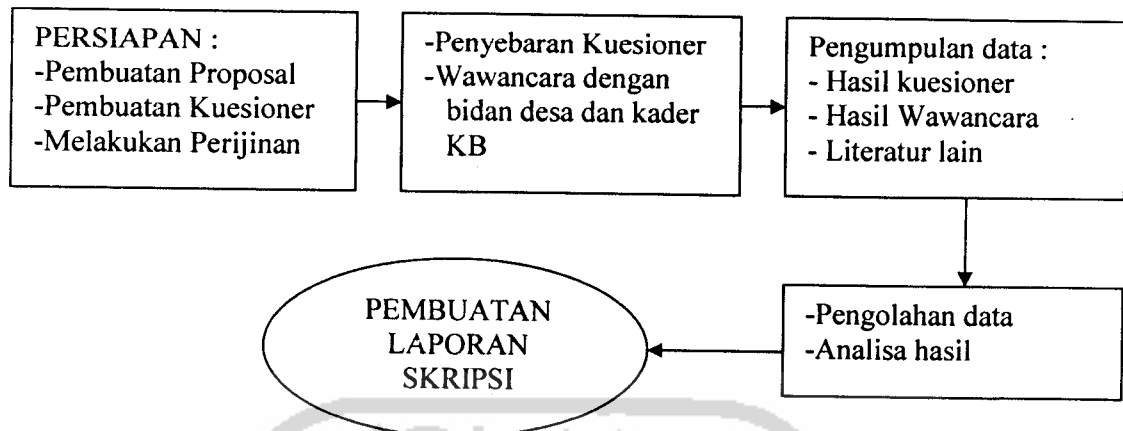 PERSIAPAN :
-Pembuatan Proposal
-Pembuatan Kuesioner
-Melakukan Perijinan
-Penyebaran Kuesioner
-Wawancara dengan
bidan desa dan kader
KB
Pengumpulan data :
- Hasil kuesioner
- Hasil Wawancara
- Literatur lain
-Pengolahan data
-Analisa hasil
PEMBUATAN
LAPORAN
SKRIPSI